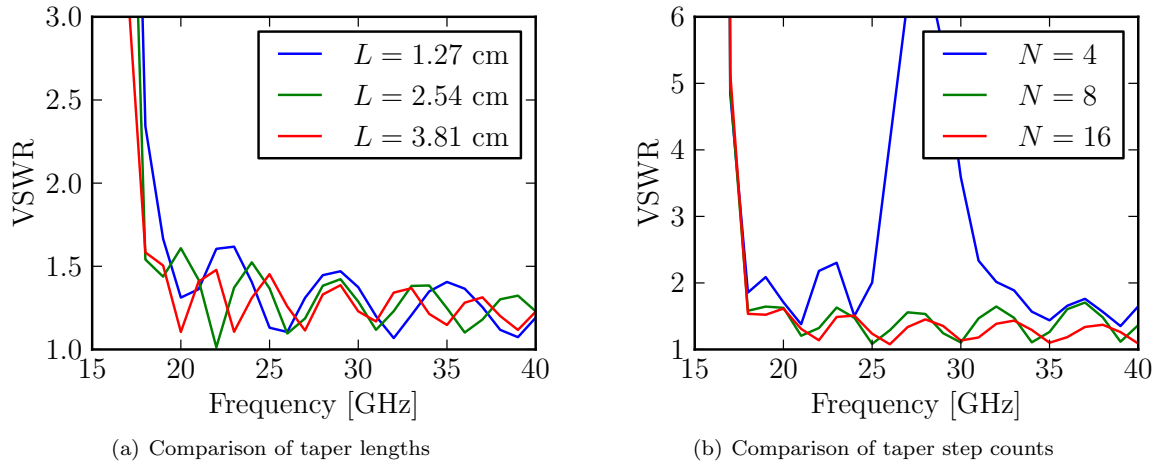 3.0
2.5
2.0
1.5
1.0
VSWR
L = 1.27 cm
L = 2.54 cm
L = 3.81 cm
15 20 25 30 35 40
Frequency [GHz]
(a) Comparison of taper lengths
6
5
4
3
2
1
VSWR
N = 4
N = 8
N = 16
15 20 25 30 35 40
Frequency [GHz]
(b) Comparison of taper step counts